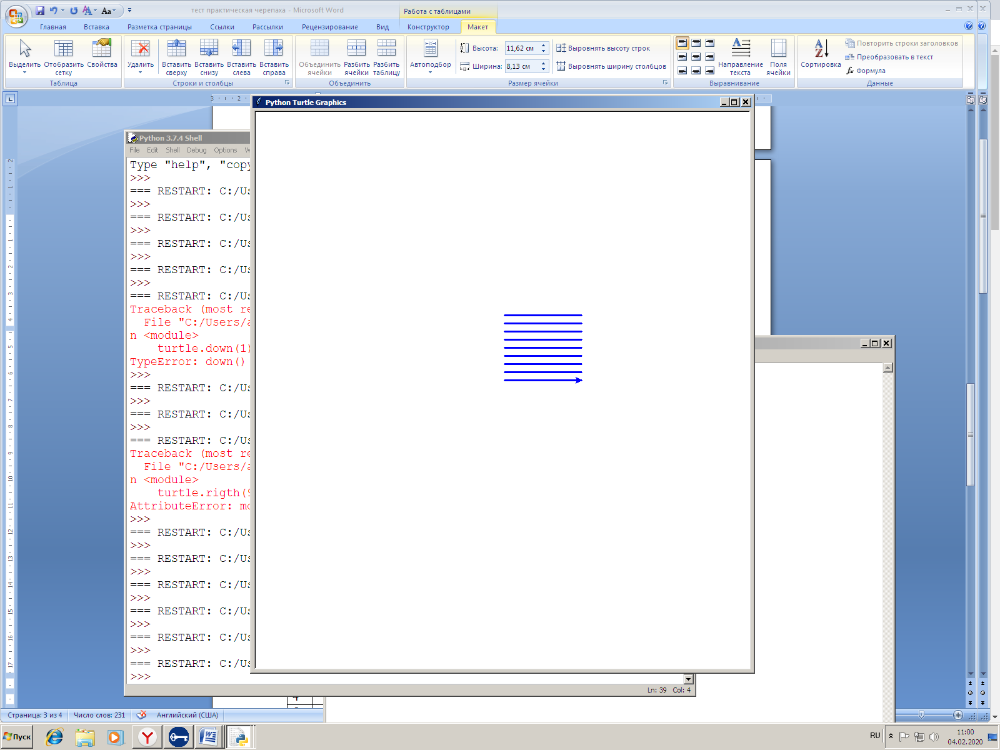 тест практическая черепаха - Microsoft Word
Работа с таблицами
Главная Вставка Разметка страницы Ссылки Рассылки Рецензирование Вид Конструктор Макет
Выделить
Отобразить сетку
Свойства
Таблица
Удалить
Вставить сверху
Вставить снизу
Вставить слева
Вставить справа
Строки и столбцы
Объединить ячейки
Разбить ячейки
Разбить таблицу
Объединить
Автоподбор
Высота: 11,62 см
Ширина: 8,13 см
Выровнять высоту строк
Выровнять ширину столбцов
Размер ячейки
Направление текста
Поля ячейки
Выравнивание
Сортировка
Повторить строки заголовков
Преобразовать в текст
Формула
Данные
Python Turtle Graphics
Python 3.7.4 Shell
File Edit Shell Debug Options W
Type "help", "copy
>>>
=== RESTART: C:/Us
>>>
=== RESTART: C:/Us
>>>
=== RESTART: C:/Us
>>>
=== RESTART: C:/Us
>>>
=== RESTART: C:/Us
Traceback (most re
File "C:/Users/a
n <module>
turtle.down(1)
TypeError: down()
>>>
=== RESTART: C:/Us
>>>
=== RESTART: C:/Us
>>>
=== RESTART: C:/Us
Traceback (most re
File "C:/Users/a
n <module>
turtle.rigth(9
AttributeError: mo
>>>
=== RESTART: C:/Us
>>>
=== RESTART: C:/Us
>>>
=== RESTART: C:/Us
>>>
=== RESTART: C:/Us
>>>
=== RESTART: C:/Us
>>>
=== RESTART: C:/Us
>>>
Ln: 39 Col: 4
4
Страница: 3 из 4 Число слов: 231 Английский (США)
Пуск
RU
11:00
04.02.2020